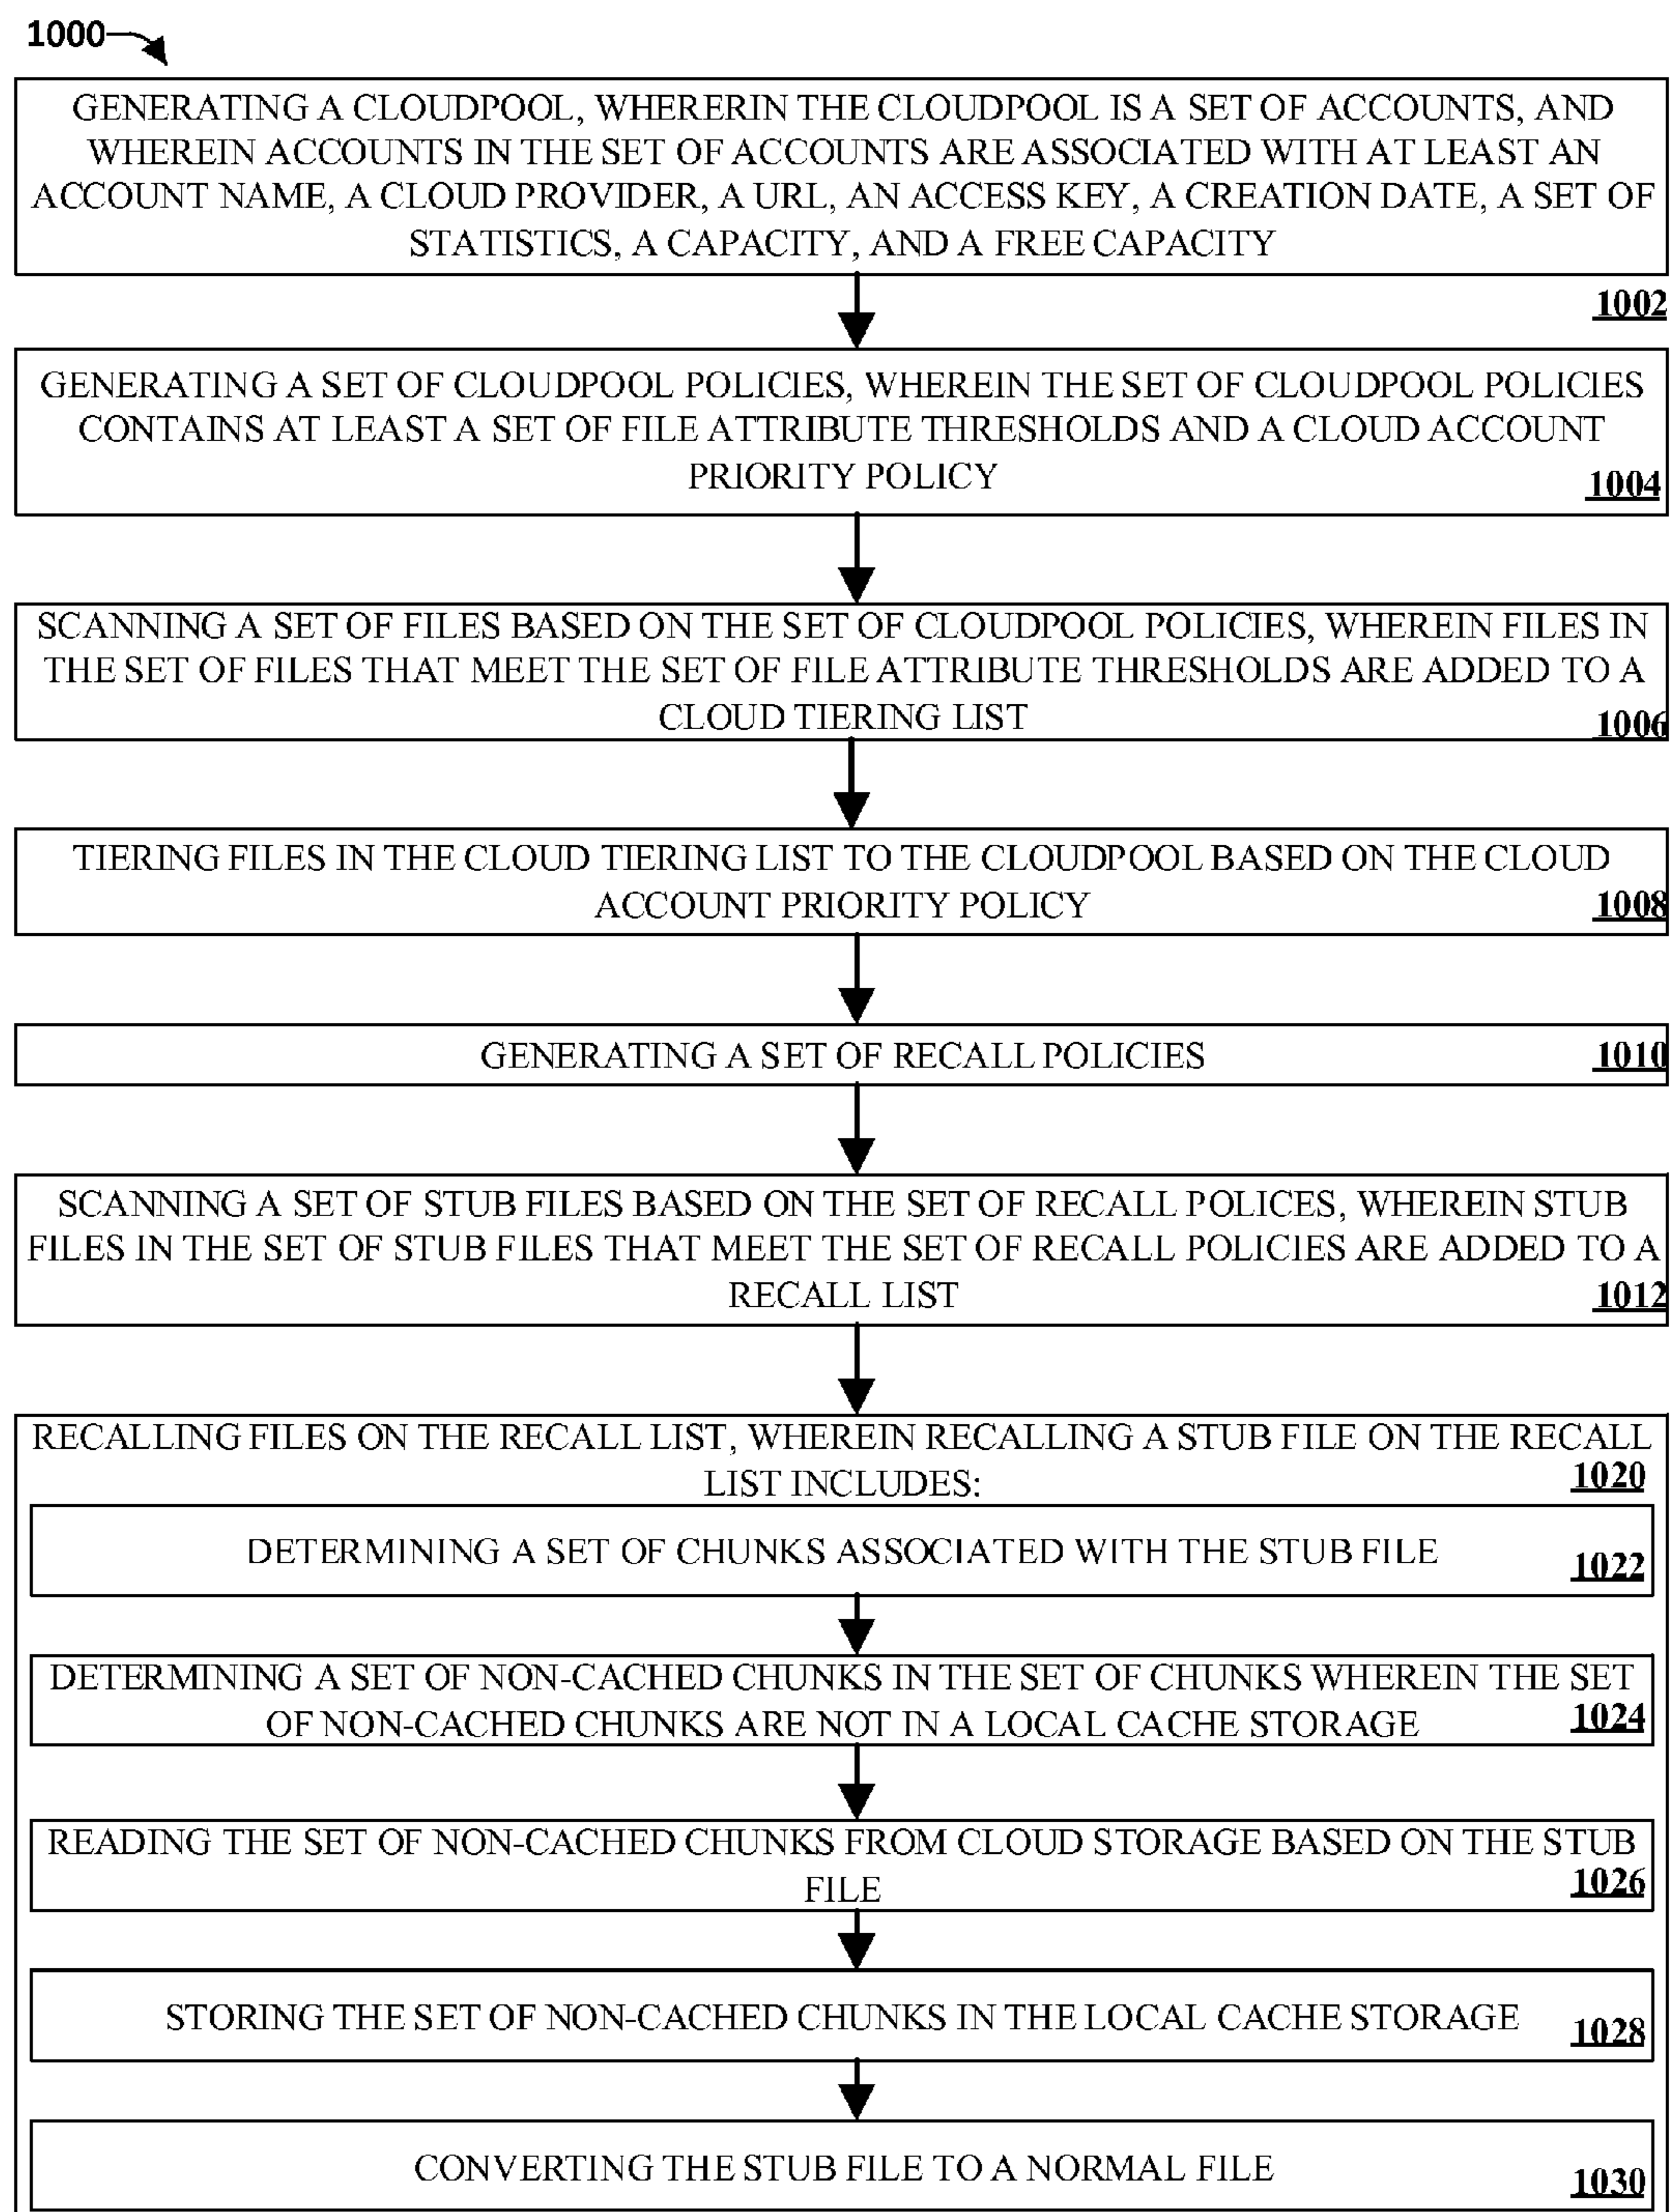 1000
GENERATING A CLOUDPOOL, WHERERIN THE CLOUDPOOL IS A SET OF ACCOUNTS, AND
WHEREIN ACCOUNTS IN THE SET OF ACCOUNTS ARE ASSOCIATED WITH AT LEAST AN
ACCOUNT NAME, A CLOUD PROVIDER, A URL, AN ACCESS KEY, A CREATION DATE, A SET OF
STATISTICS, A CAPACITY, AND A FREE CAPACITY
1002
GENERATING A SET OF CLOUDPOOL POLICIES, WHEREIN THE SET OF CLOUDPOOL POLICIES
CONTAINS AT LEAST A SET OF FILE ATTRIBUTE THRESHOLDS AND A CLOUD ACCOUNT
PRIORITY POLICY
1004
SCANNING A SET OF FILES BASED ON THE SET OF CLOUDPOOL POLICIES, WHEREIN FILES IN
THE SET OF FILES THAT MEET THE SET OF FILE ATTRIBUTE THRESHOLDS ARE ADDED TO A
CLOUD TIERING LIST
1006
TIERING FILES IN THE CLOUD TIERING LIST TO THE CLOUDPOOL BASED ON THE CLOUD
ACCOUNT PRIORITY POLICY
1008
GENERATING A SET OF RECALL POLICIES
1010
SCANNING A SET OF STUB FILES BASED ON THE SET OF RECALL POLICES, WHEREIN STUB
FILES IN THE SET OF STUB FILES THAT MEET THE SET OF RECALL POLICIES ARE ADDED TO A
RECALL LIST
1012
RECALLING FILES ON THE RECALL LIST, WHEREIN RECALLING A STUB FILE ON THE RECALL
LIST INCLUDES:
1020
DETERMINING A SET OF CHUNKS ASSOCIATED WITH THE STUB FILE
1022
DETERMINING A SET OF NON-CACHED CHUNKS IN THE SET OF CHUNKS WHEREIN THE SET
OF NON-CACHED CHUNKS ARE NOT IN A LOCAL CACHE STORAGE
1024
READING THE SET OF NON-CACHED CHUNKS FROM CLOUD STORAGE BASED ON THE STUB
FILE
1026
STORING THE SET OF NON-CACHED CHUNKS IN THE LOCAL CACHE STORAGE
1028
CONVERTING THE STUB FILE TO A NORMAL FILE
1030